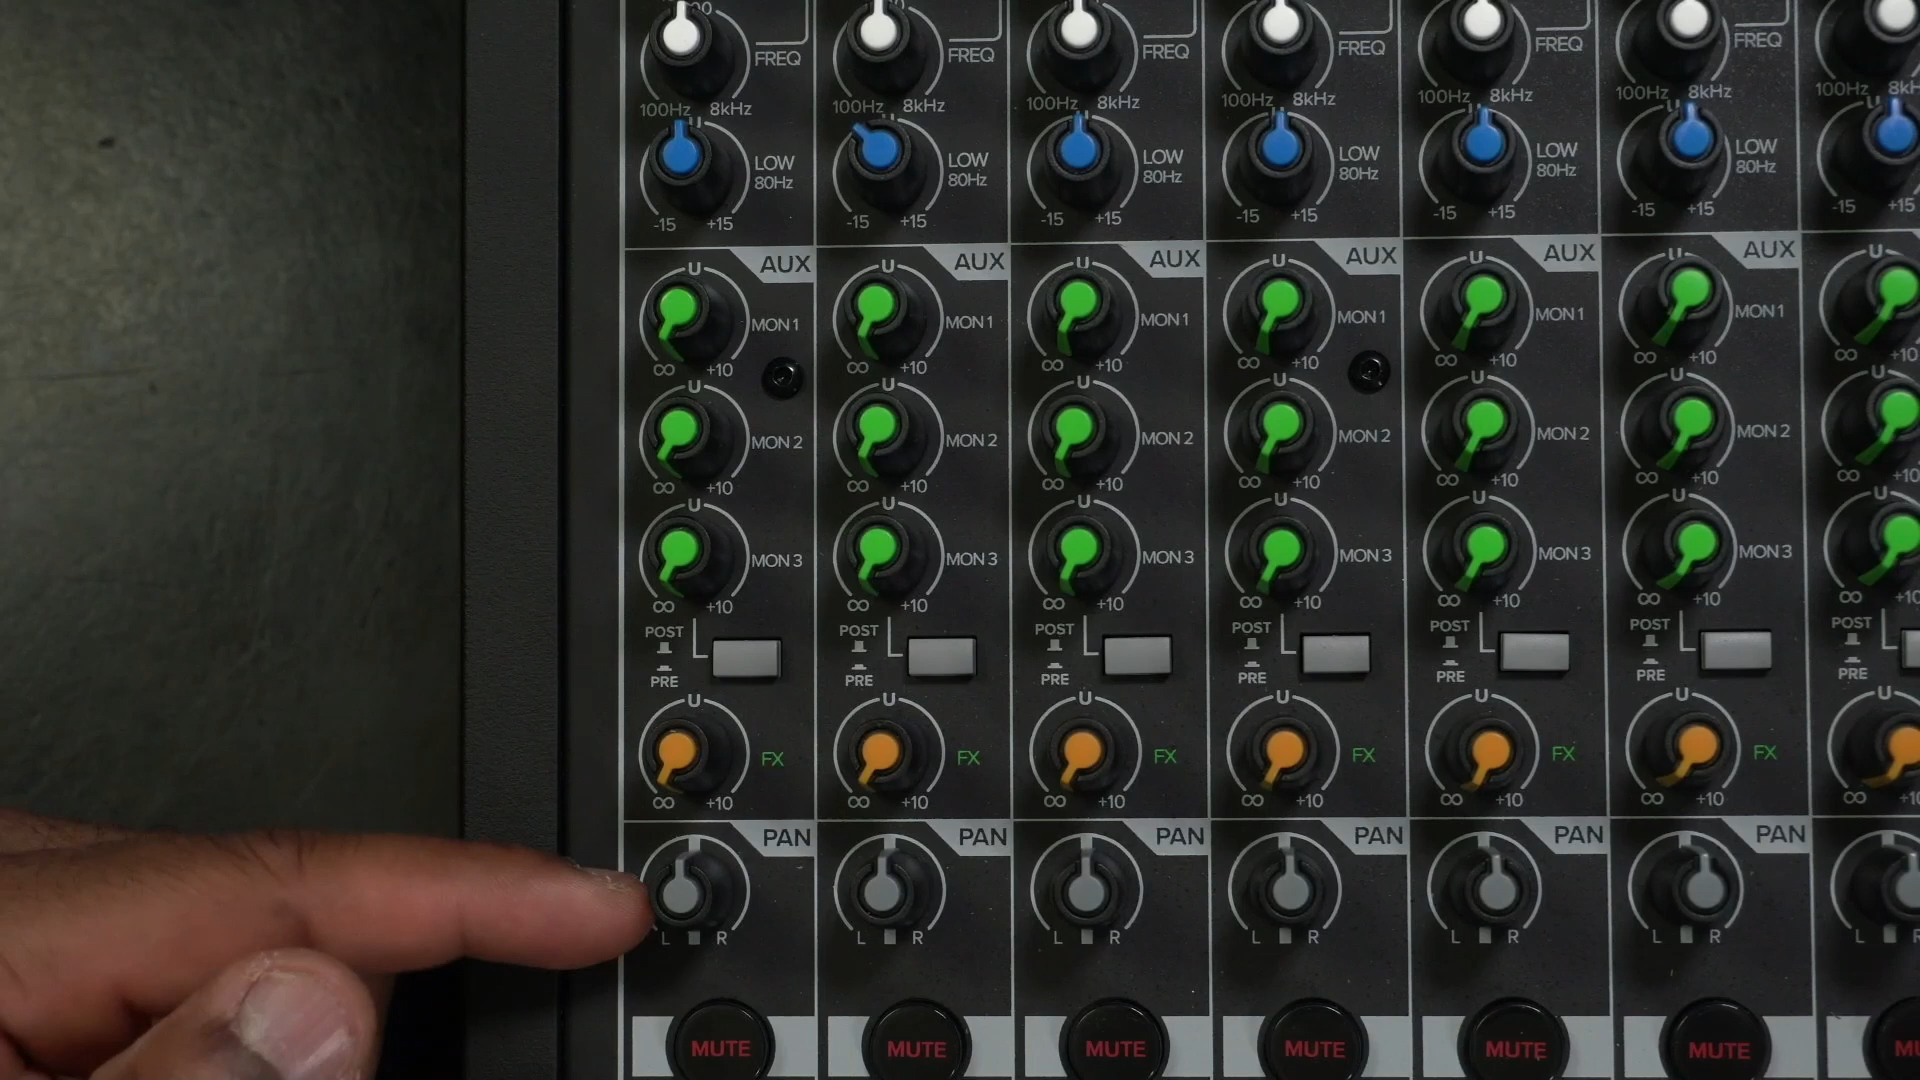 FREQ FREQ FREQ FREQ FREQ FREQ
100Hz 8kHz 100Hz 8kHz 100Hz 8kHz 100Hz 8kHz 100Hz 8kHz 100Hz 8kHz 100Hz
U U U U U U U
LOW LOW LOW LOW LOW LOW
80Hz 80Hz 80Hz 80Hz 80Hz 80Hz
-15 +15 -15 +15 -15 +15 -15 +15 -15 +15 -15 +15 -15 +15
AUX AUX AUX AUX AUX AUX
U U U U U U U
MON 1 MON 1 MON 1 MON 1 MON 1 MON 1
∞ +10 ∞ +10 ∞ +10 ∞ +10 ∞ +10 ∞ +10 ∞ +10
U U U U U U U
MON 2 MON 2 MON 2 MON 2 MON 2 MON 2
∞ +10 ∞ +10 ∞ +10 ∞ +10 ∞ +10 ∞ +10 ∞ +10
U U U U U U U
MON 3 MON 3 MON 3 MON 3 MON 3 MON 3
∞ +10 ∞ +10 ∞ +10 ∞ +10 ∞ +10 ∞ +10 ∞ +10
POST POST POST POST POST POST POST
PRE PRE PRE PRE PRE PRE PRE
U U U U U U U
FX FX FX FX FX FX
∞ +10 ∞ +10 ∞ +10 ∞ +10 ∞ +10 ∞ +10 ∞
PAN PAN PAN PAN PAN PAN
L R L R L R L R L R L R L
MUTE MUTE MUTE MUTE MUTE MUTE